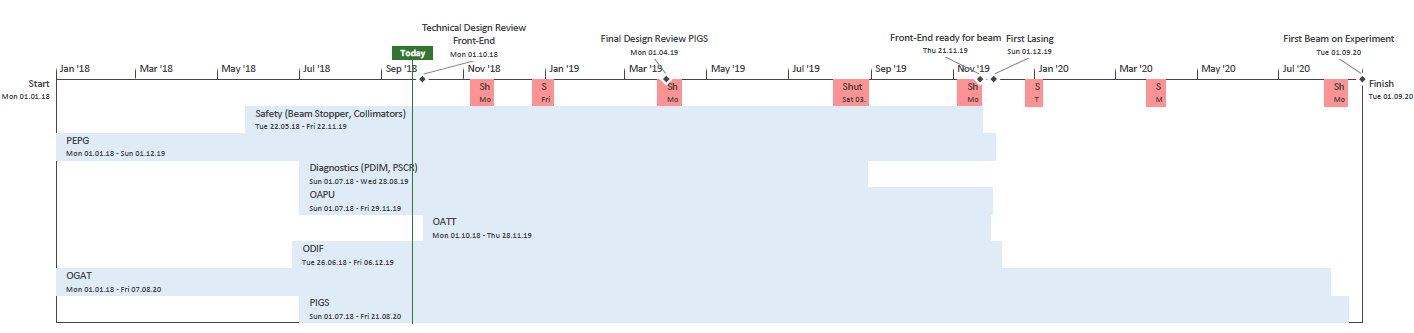 Technical Design Review
Front-End
Mon 01.10.18
Final Design Review PIGS
Mon 01.04.19
Front-End ready for beam
Thu 21.11.19
First Lasing
Sun 01.12.19
First Beam on Experiment
Tue 01.09.20
Today
Jan '18 Mar '18 May '18 Jul '18 Sep '18 Nov '18 Jan '19 Mar '19 May '19 Jul '19 Sep '19 Nov '19 Jan '20 Mar '20 May '20 Jul '20
Start
Mon 01.01.18
Sh S Sh Shut Sh S S Sh
Mo Fri Mo Sat 03. Mo T M Mo
Finish
Tue 01.09.20
Safety (Beam Stopper, Collimators)
Tue 22.05.18 - Fri 22.11.19
PEPG
Mon 01.01.18 - Sun 01.12.19
Diagnostics (PDIM, PSCR)
Sun 01.07.18 - Wed 28.08.19
OAPU
Sun 01.07.18 - Fri 29.11.19
OATT
Mon 01.10.18 - Thu 28.11.19
ODIF
Tue 26.06.18 - Fri 06.12.19
OGAT
Mon 01.01.18 - Fri 07.08.20
PIGS
Sun 01.07.18 - Fri 21.08.20